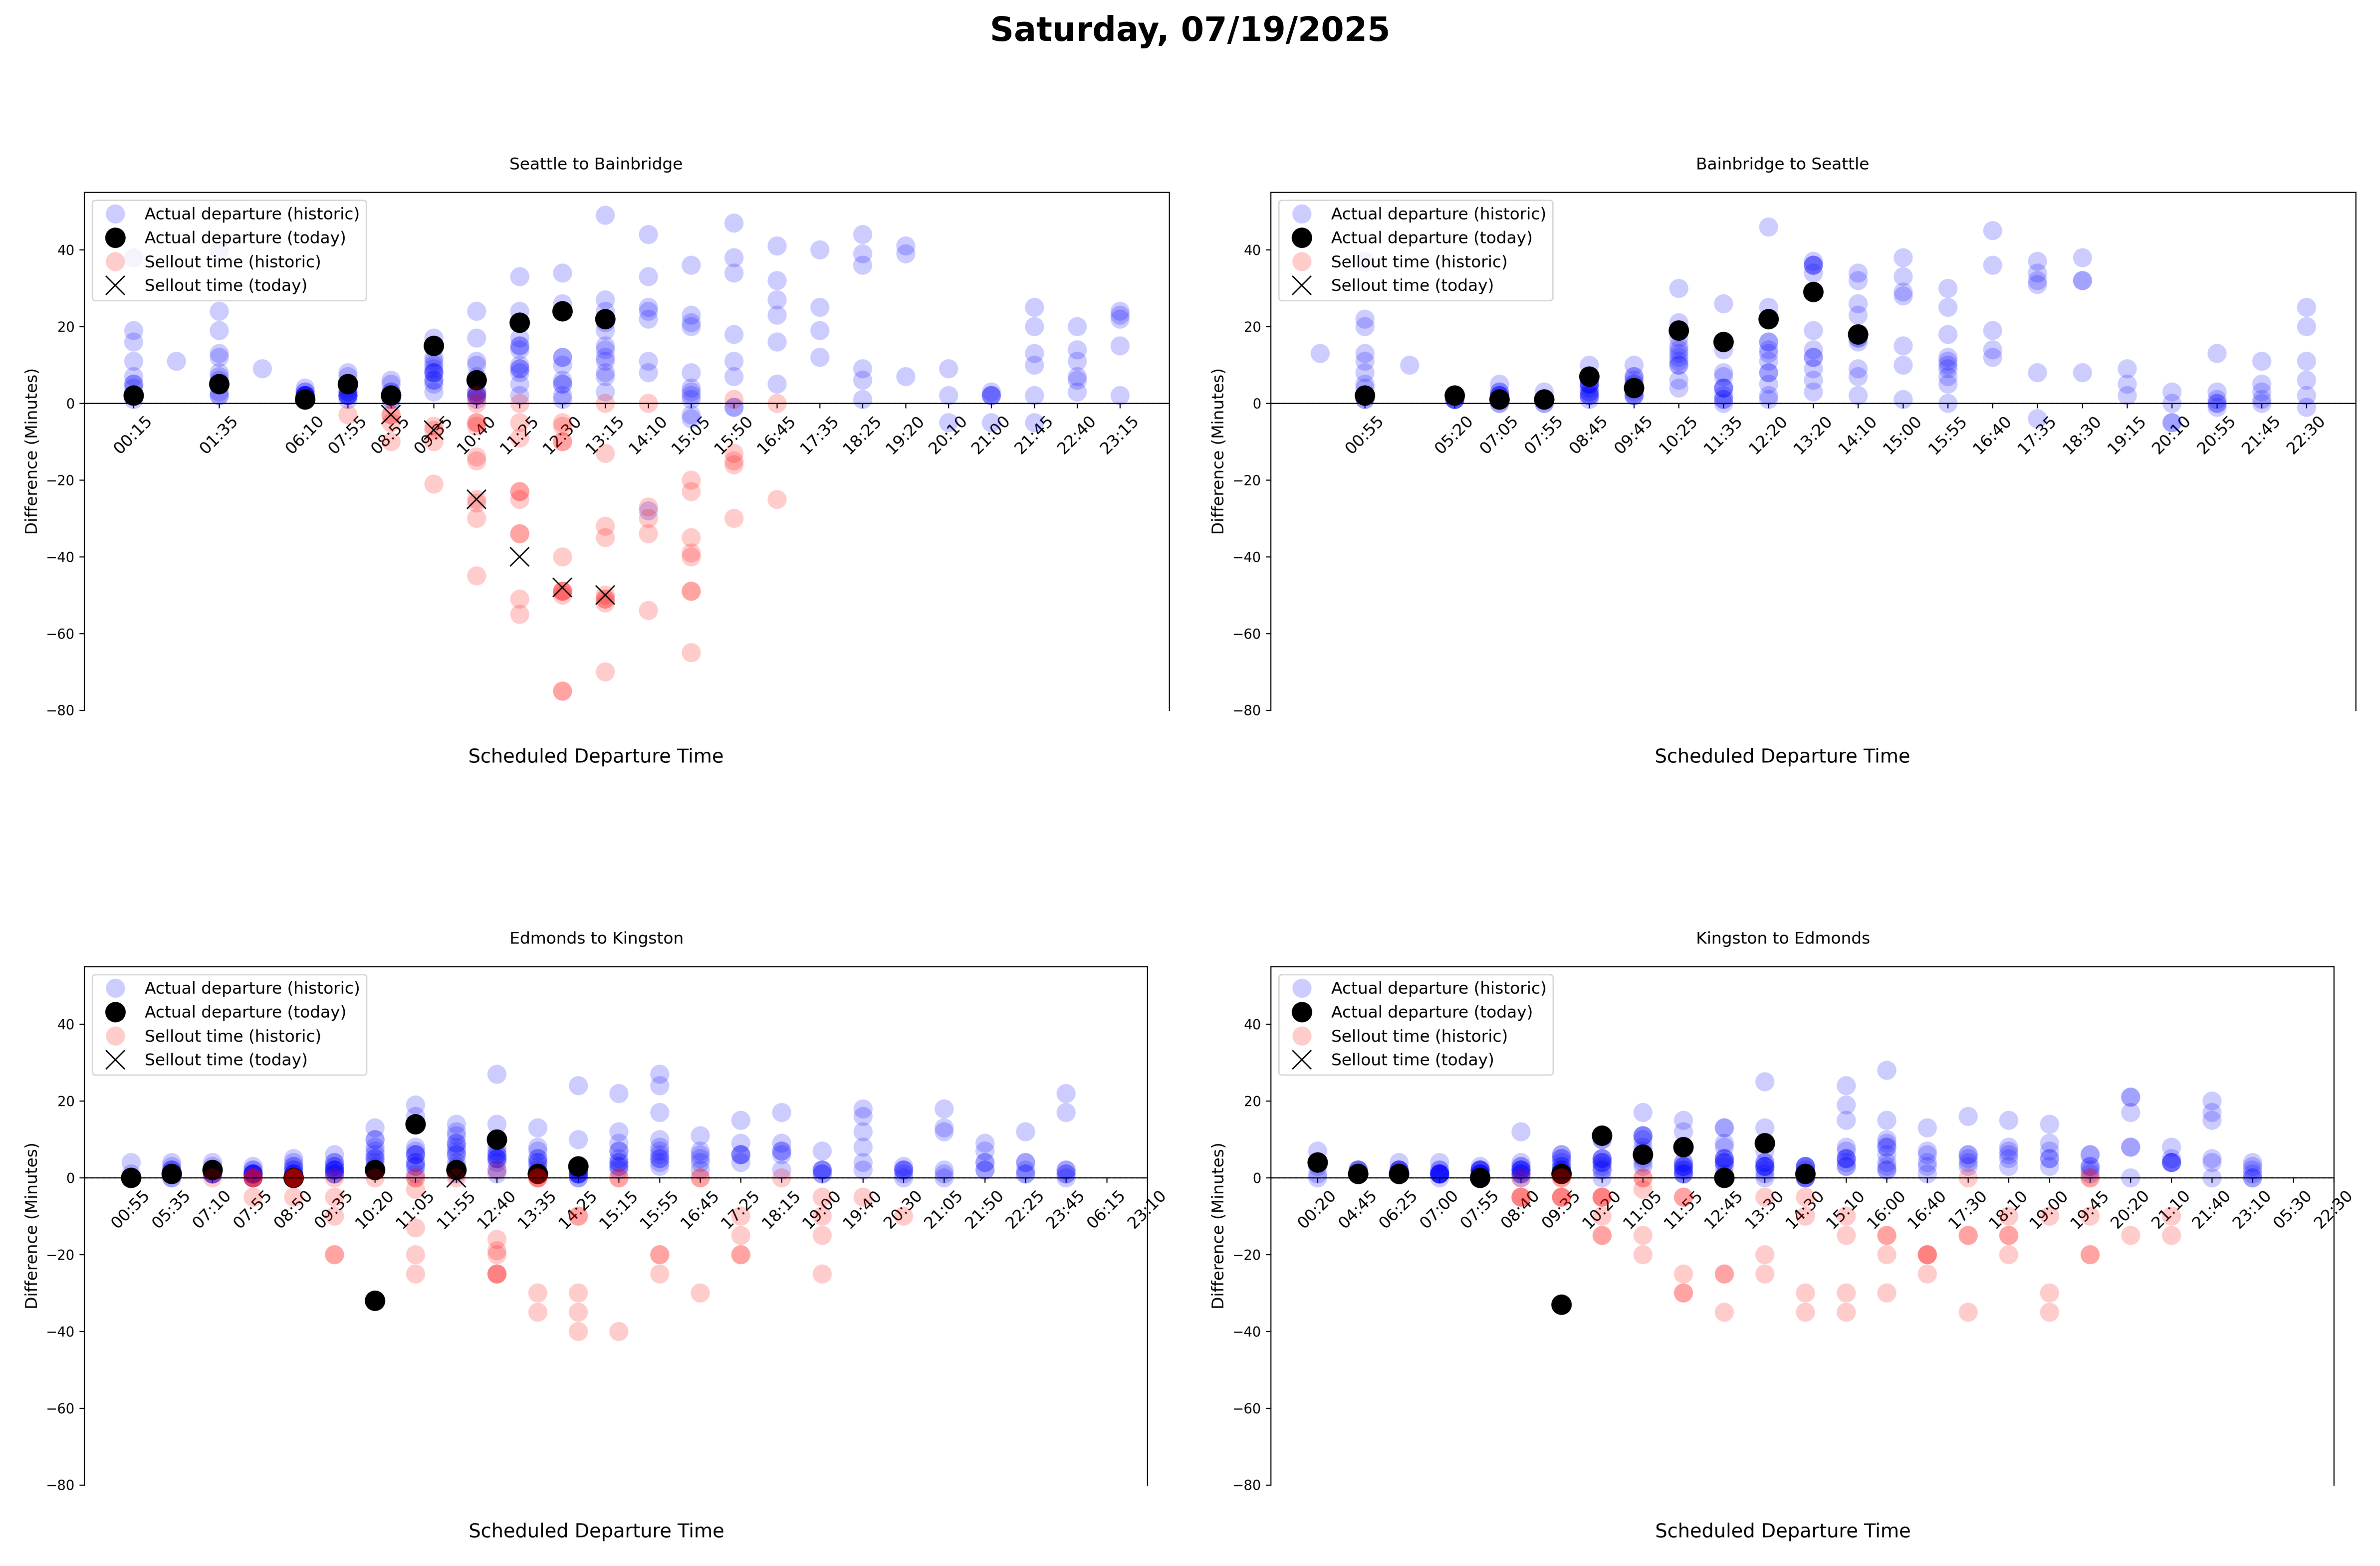 Saturday, 07/19/2025
Seattle to Bainbridge
Actual departure (historic)
Actual departure (today)
Sellout time (historic)
Sellout time (today)
Difference (Minutes)
40
20
0
−20
−40
−60
−80
00:15 01:35 06:10 07:55 08:55 09:35 10:40 11:25 12:30 13:15 14:10 15:05 15:50 16:45 17:35 18:25 19:20 20:10 21:00 21:45 22:40 23:15
Scheduled Departure Time
Bainbridge to Seattle
Actual departure (historic)
Actual departure (today)
Sellout time (historic)
Sellout time (today)
Difference (Minutes)
40
20
0
−20
−40
−60
−80
00:55 05:20 07:05 07:55 08:45 09:45 10:25 11:35 12:20 13:20 14:10 15:00 15:55 16:40 17:35 18:30 19:15 20:10 20:55 21:45 22:30
Scheduled Departure Time
Edmonds to Kingston
Actual departure (historic)
Actual departure (today)
Sellout time (historic)
Sellout time (today)
Difference (Minutes)
40
20
0
−20
−40
−60
−80
00:55 05:35 07:10 07:55 08:50 09:35 10:20 11:05 11:55 12:40 13:35 14:25 15:15 15:55 16:45 17:25 18:15 19:00 19:40 20:30 21:05 21:50 22:25 23:45 06:15 23:10
Scheduled Departure Time
Kingston to Edmonds
Actual departure (historic)
Actual departure (today)
Sellout time (historic)
Sellout time (today)
Difference (Minutes)
40
20
0
−20
−40
−60
−80
00:20 04:45 06:25 07:00 07:55 08:40 09:35 10:20 11:05 11:55 12:45 13:30 14:30 15:10 16:00 16:40 17:30 18:10 19:00 19:45 20:20 21:10 21:40 23:10 05:30 22:30
Scheduled Departure Time